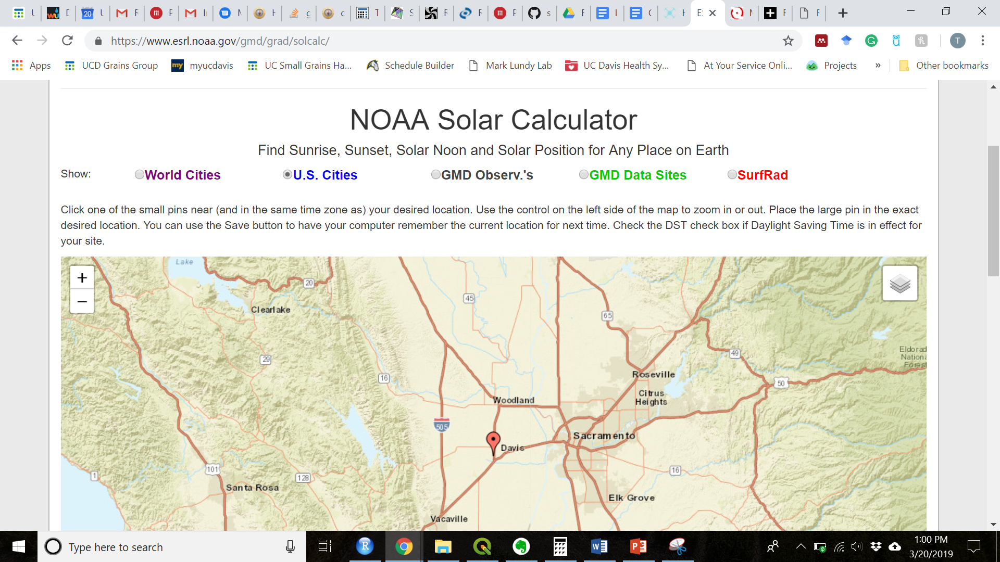 https://www.esrl.noaa.gov/gmd/grad/solcalc/
Apps
UCD Grains Group
myucdavis
UC Small Grains Ha...
Schedule Builder
Mark Lundy Lab
UC Davis Health Sy...
At Your Service Onli...
Projects
»
Other bookmarks
NOAA Solar Calculator
Find Sunrise, Sunset, Solar Noon and Solar Position for Any Place on Earth
Show: World Cities U.S. Cities GMD Observ.'s GMD Data Sites SurfRad
Click one of the small pins near (and in the same time zone as) your desired location. Use the control on the left side of the map to zoom in or out. Place the large pin in the exact
desired location. You can use the Save button to have your computer remember the current location for next time. Check the DST check box if Daylight Saving Time is in effect for
your site.
Lake
+
−
20
45
Clearlake
65
Eldorad
Nationa
Forest
49
29
Roseville
16
50
Citrus
Heights
Woodland
505
Sacramento
Davis
101
16
1
128
Santa Rosa
Elk Grove
Vacaville
Type here to search
1:00 PM
3/20/2019